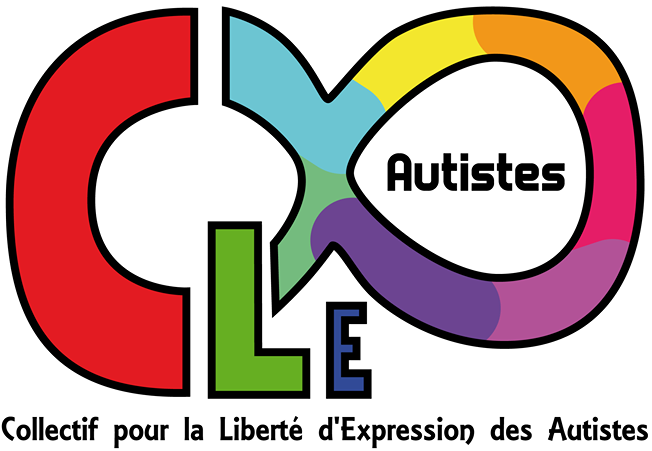 CLE
Autistes
Collectif pour la Liberté d'Expression des Autistes